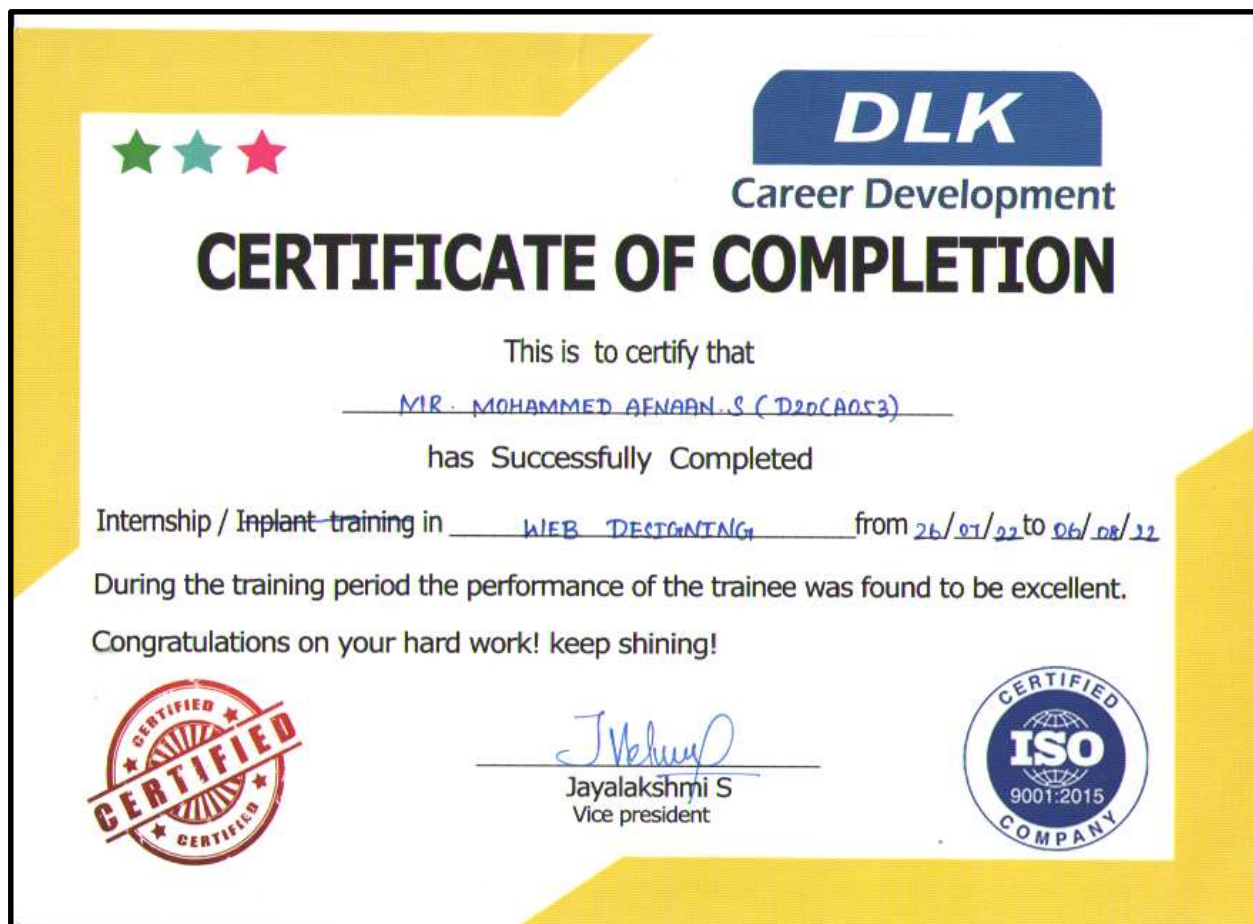 DLK
Career Development
CERTIFICATE OF COMPLETION
This is to certify that
MR. MOHAMMED AFNAAN.S (D20CA053)
has Successfully Completed
Internship / Inplant training in WEB DESIGNING from 26/07/22 to 06/08/22
During the training period the performance of the trainee was found to be excellent.
Congratulations on your hard work! keep shining!
CERTIFIED
CERTIFIED
CERTIFIED
Jayalakshmi S
Vice president
CERTIFIED
ISO
9001:2015
COMPANY